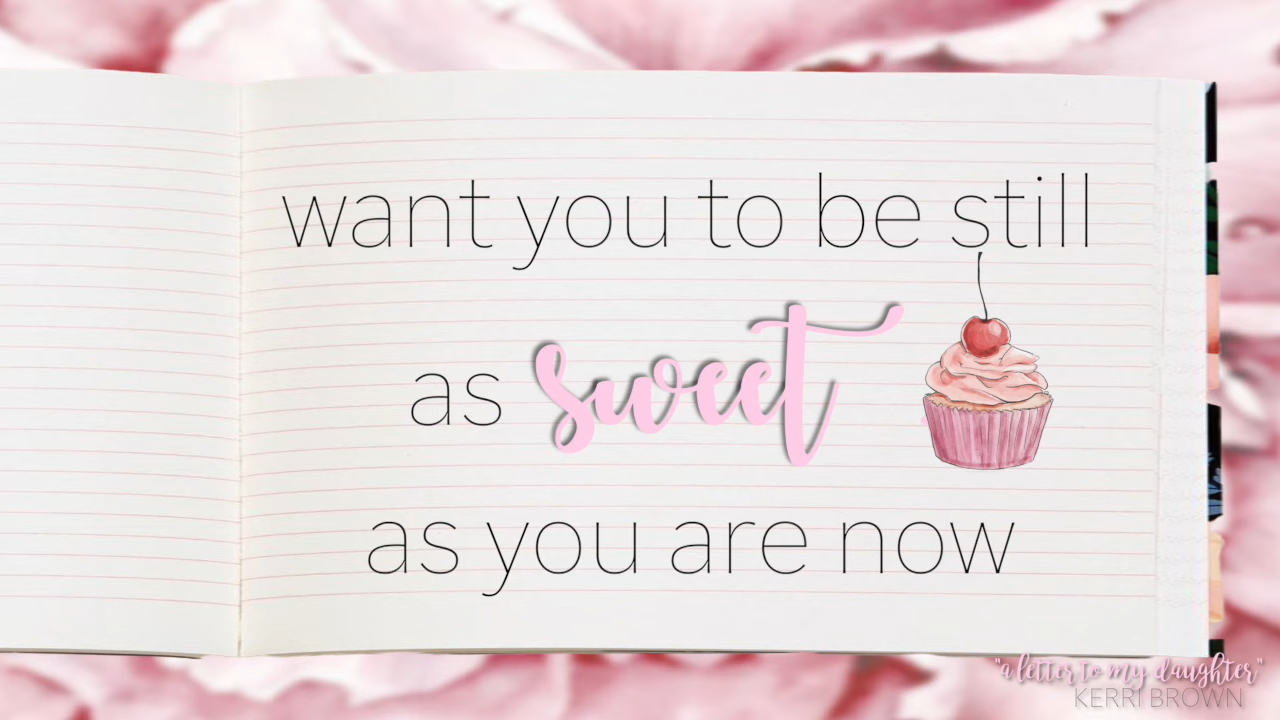 want you to be still
as sweet
as you are now
"a letter to my daughter"
KERRI BROWN